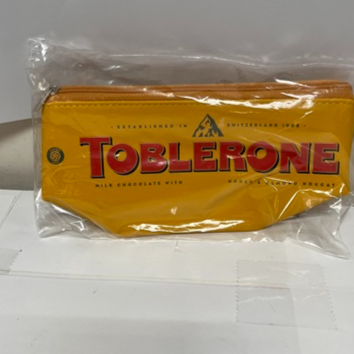 ESTABLISHED IN SWITZERLAND 1908
TOBLERONE
MILK CHOCOLATE WITH HONEY & ALMOND NOUGAT